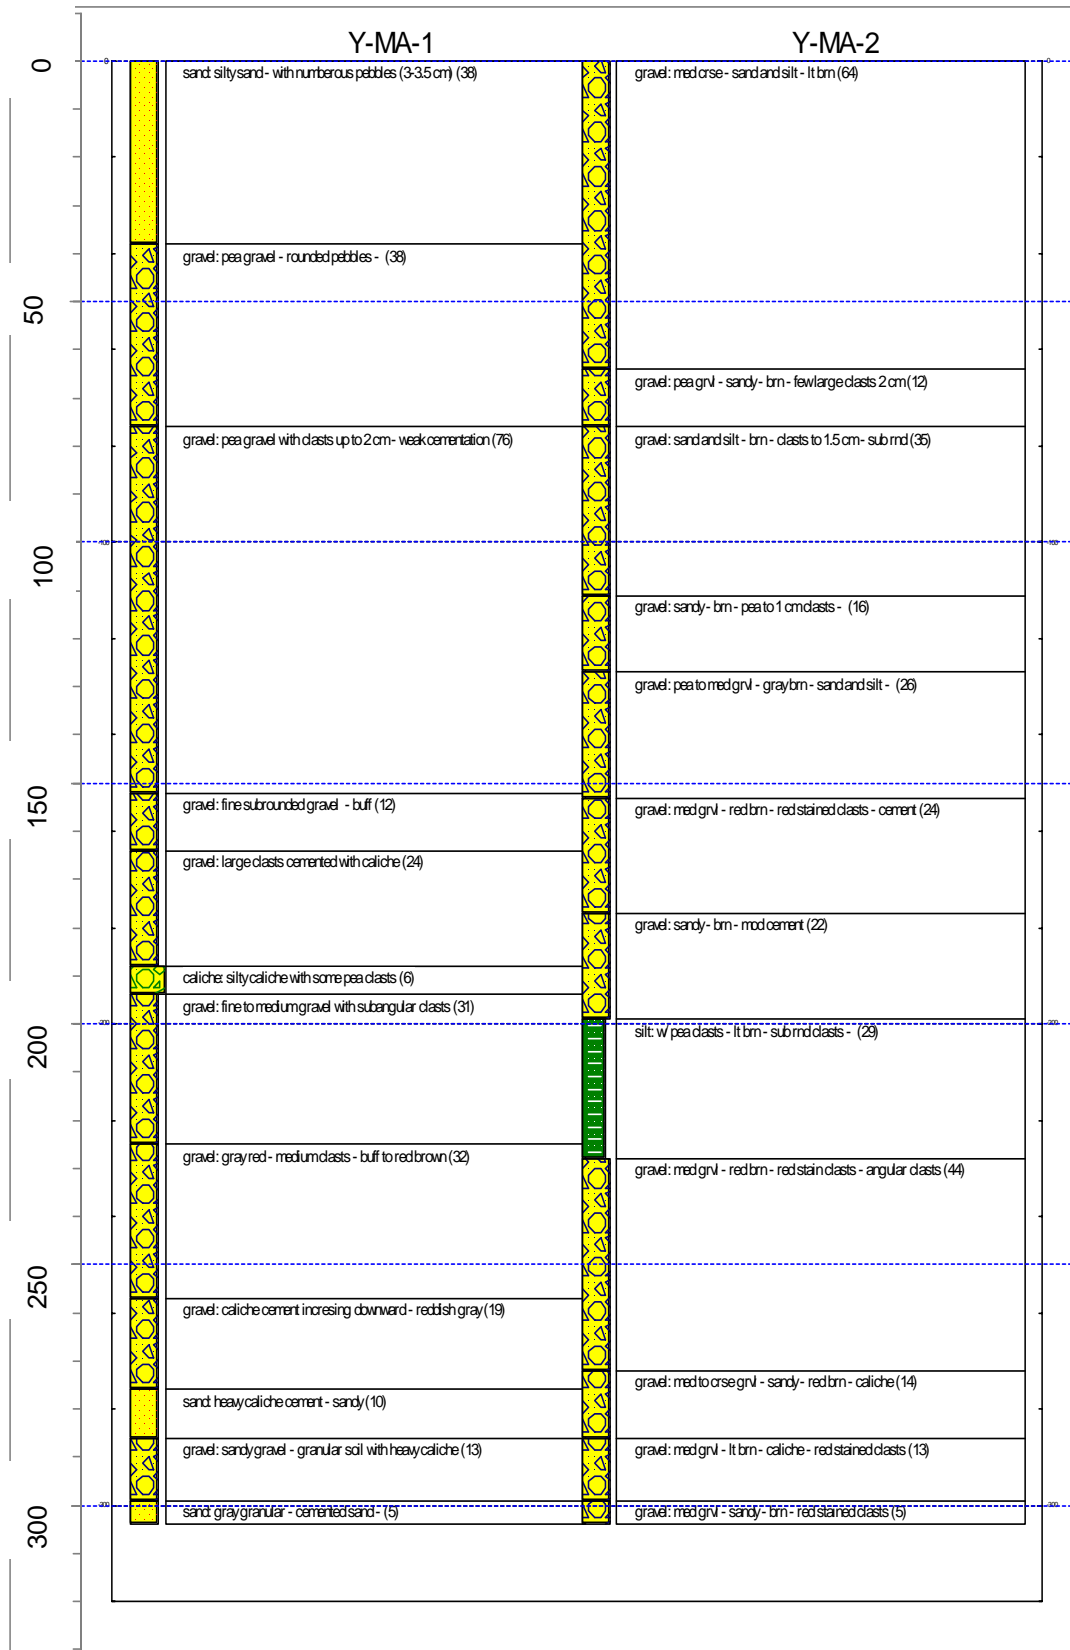 Y-MA-1
Y-MA-2
0
50
100
150
200
250
300
sand: silty sand - with numberous pebbles (3-3.5 cm) (38)
gravel: pea gravel - rounded pebbles - (38)
gravel: pea gravel with clasts up to 2 cm - weak cementation (76)
gravel: fine subrounded gravel - buff (12)
gravel: large clasts cemented with caliche (24)
caliche: silty caliche with some pea clasts (6)
gravel: fine to medium gravel with subangular clasts (31)
gravel: gray red - medium clasts - buff to red brown (32)
gravel: caliche cement incresing downward - reddish gray (19)
sand: heavy caliche cement - sandy (10)
gravel: sandy gravel - granular soil with heavy caliche (13)
sand: gray granular - cemented sand - (5)
gravel: med crse - sand and silt - lt brn (64)
gravel: pea grvl - sandy - brn - few large clasts 2 cm (12)
gravel: sand and silt - brn - clasts to 1.5 cm - sub rnd (35)
gravel: sandy - brn - pea to 1 cm clasts - (16)
gravel: pea to med grvl - gray brn - sand and silt - (26)
gravel: med grvl - red brn - red stained clasts - cement (24)
gravel: sandy - brn - mod cement (22)
silt: w/ pea clasts - lt brn - sub rnd clasts - (29)
gravel: med grvl - red brn - red stain clasts - angular clasts (44)
gravel: med to crse grvl - sandy - red brn - caliche (14)
gravel: med grvl - lt brn - caliche - red stained clasts (13)
gravel: med grvl - sandy - brn - red stained clasts (5)